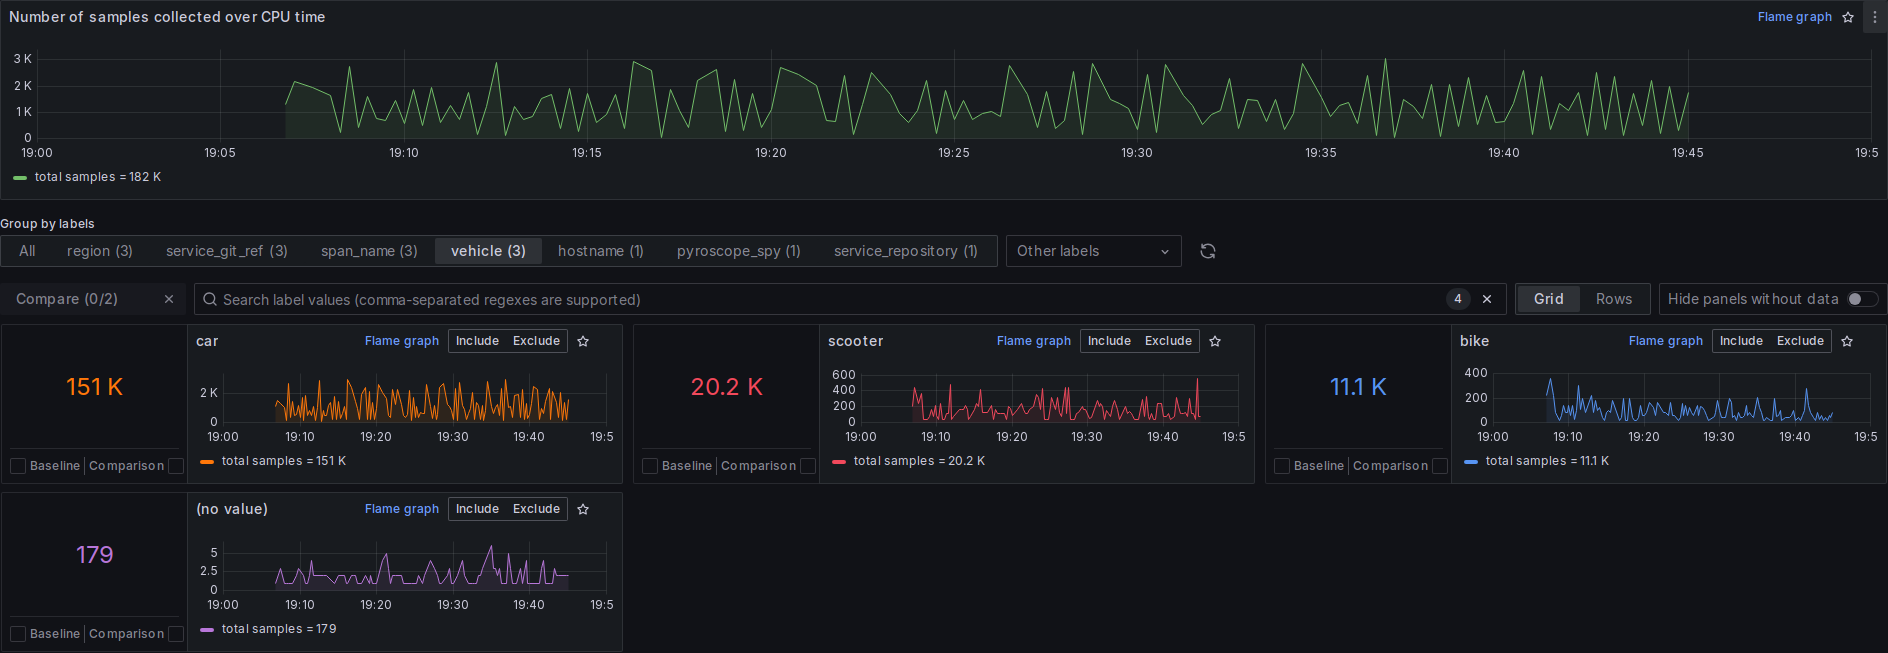 Number of samples collected over CPU time
Flame graph
3 K
2 K
1 K
0
19:00 19:05 19:10 19:15 19:20 19:25 19:30 19:35 19:40 19:45 19:5
total samples = 182 K
Group by labels
All region (3) service_git_ref (3) span_name (3) vehicle (3) hostname (1) pyroscope_spy (1) service_repository (1) Other labels
Compare (0/2) Search label values (comma-separated regexes are supported) 4 Grid Rows Hide panels without data
car Flame graph Include Exclude
151 K
2 K
0
19:00 19:10 19:20 19:30 19:40 19:5
Baseline Comparison
total samples = 151 K
scooter Flame graph Include Exclude
20.2 K
600
400
200
0
19:00 19:10 19:20 19:30 19:40 19:5
Baseline Comparison
total samples = 20.2 K
bike Flame graph Include Exclude
11.1 K
400
200
0
19:00 19:10 19:20 19:30 19:40 19:5
Baseline Comparison
total samples = 11.1 K
(no value) Flame graph Include Exclude
179
5
2.5
0
19:00 19:10 19:20 19:30 19:40 19:5
Baseline Comparison
total samples = 179